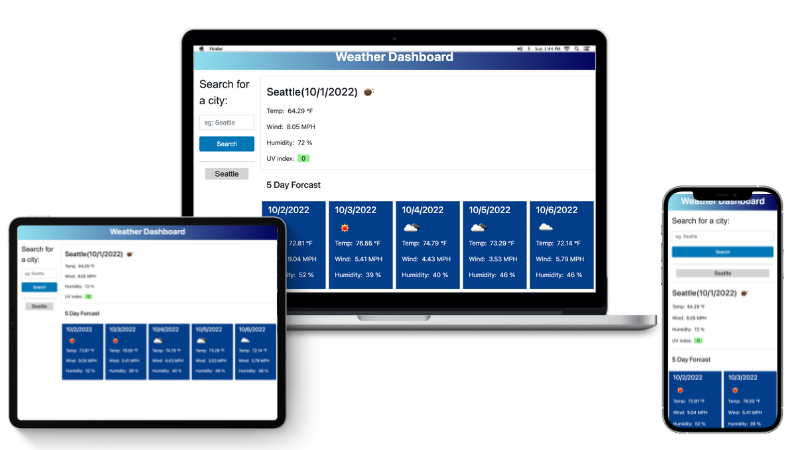 Finder
Sun 1:44 PM
Weather Dashboard
Search for
a city:
eg: Seattle
Search
Seattle
Seattle(10/1/2022)
Temp: 64.29 °F
Wind: 8.05 MPH
Humidity: 72 %
UV index: 0
5 Day Forcast
10/2/2022
72.81 °F
9.04 MPH
ity: 52 %
10/3/2022
Temp: 76.55 °F
Wind: 5.41 MPH
Humidity: 39 %
10/4/2022
Temp: 74.79 °F
Wind: 4.43 MPH
Humidity: 40 %
10/5/2022
Temp: 73.29 °F
Wind: 3.53 MPH
Humidity: 46 %
10/6/2022
Temp: 72.14 °F
Wind: 5.79 MPH
Humidity: 46 %
Weather Dashboard
Search for
a city:
eg: Seattle
Search
Seattle
Seattle(10/1/2022)
Temp: 64.29 °F
Wind: 8.05 MPH
Humidity: 72 %
UV index: 0
5 Day Forcast
10/2/2022
Temp: 72.81 °F
Wind: 9.04 MPH
Humidity: 52 %
10/3/2022
Temp: 76.55 °F
Wind: 5.41 MPH
Humidity: 39 %
10/4/2022
Temp: 74.79 °F
Wind: 4.43 MPH
Humidity: 40 %
10/5/2022
Temp: 73.29 °F
Wind: 3.53 MPH
Humidity: 46 %
10/6/2022
Temp: 72.14 °F
Wind: 5.79 MPH
Humidity: 46 %
Weather Dashboard
Search for a city:
eg: Seattle
Search
Seattle
Seattle(10/1/2022)
Temp: 64.29 °F
Wind: 8.05 MPH
Humidity: 72 %
UV index: 0
5 Day Forcast
10/2/2022
Temp: 72.81 °F
Wind: 9.04 MPH
Humidity: 52 %
10/3/2022
Temp: 76.55 °F
Wind: 5.41 MPH
Humidity: 39 %